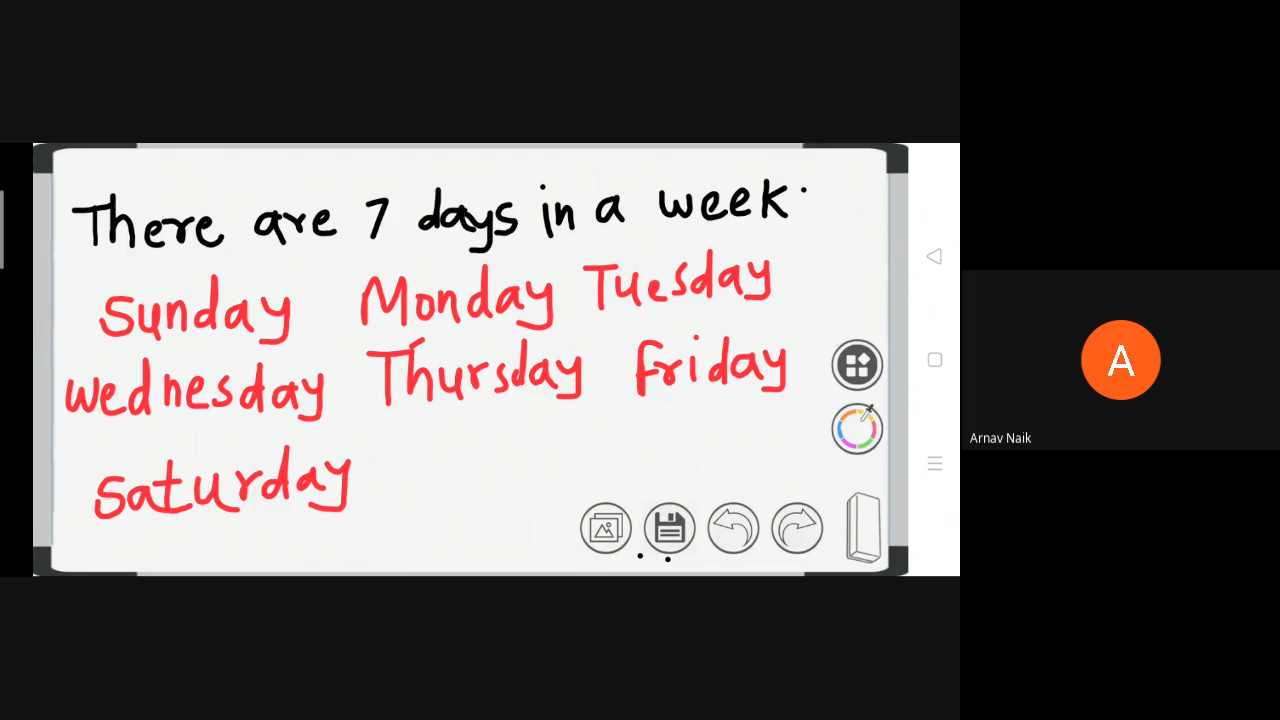 There are 7 days in a week.
Sunday Monday Tuesday
Wednesday Thursday Friday
Saturday
A
Arnav Naik